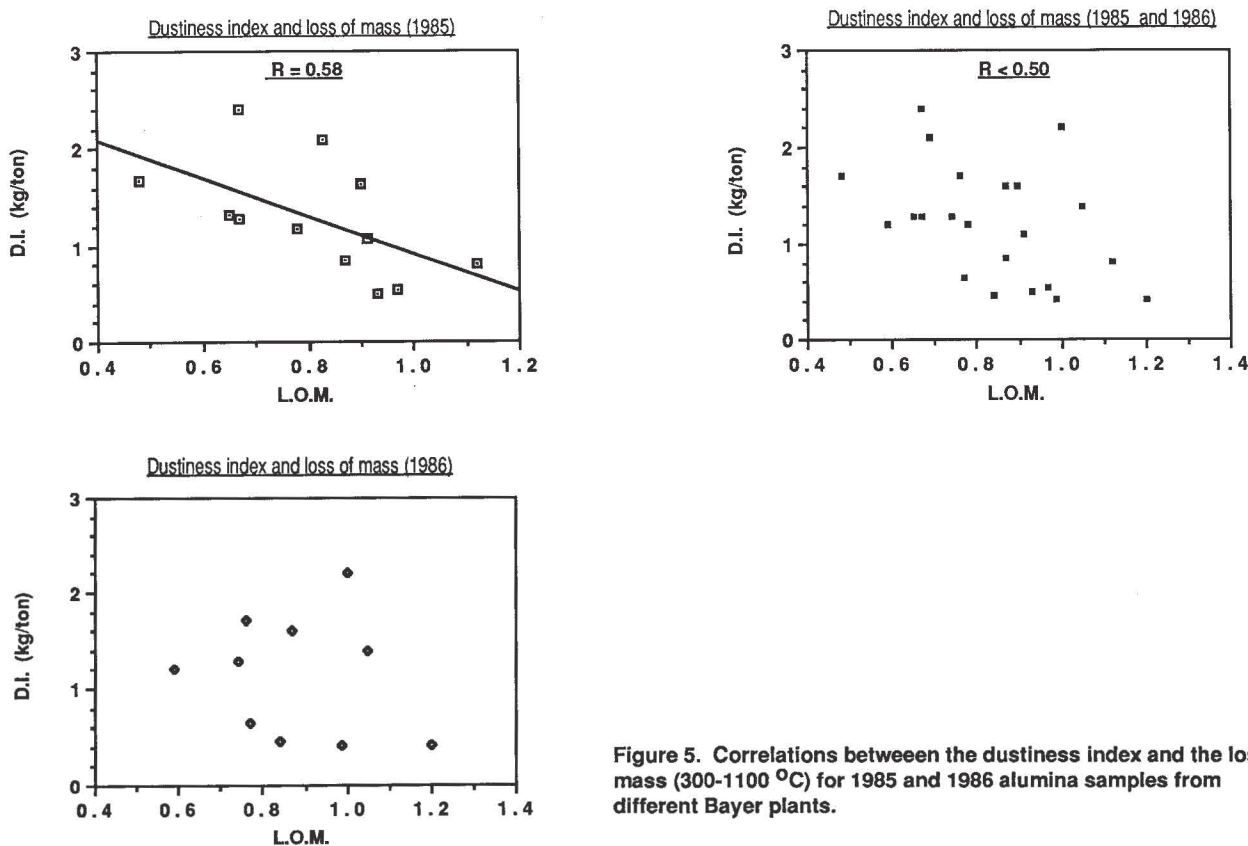 Dustiness index and loss of mass (1985)
R = 0.58
3
2
1
0
D.I. (kg/ton)
0.4 0.6 0.8 1.0 1.2
L.O.M.
Dustiness index and loss of mass (1985 and 1986)
R < 0.50
3
2
1
0
D.I. (kg/ton)
0.4 0.6 0.8 1.0 1.2 1.4
L.O.M.
Dustiness index and loss of mass (1986)
3
2
1
0
D.I. (kg/ton)
0.4 0.6 0.8 1.0 1.2 1.4
L.O.M.
Figure 5. Correlations betweeen the dustiness index and the
mass (300-1100 °C) for 1985 and 1986 alumina samples from
different Bayer plants.